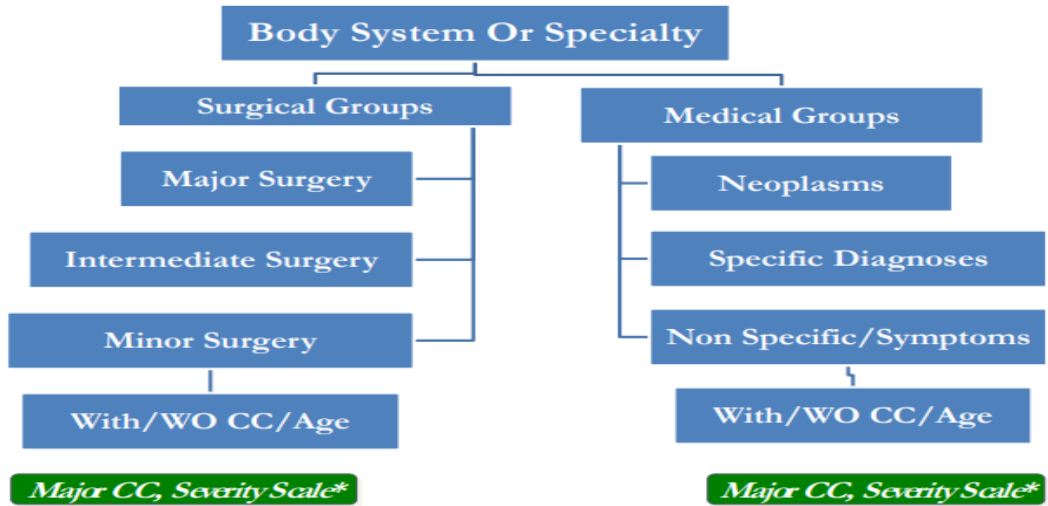 Body System Or Specialty
Surgical Groups
Medical Groups
Major Surgery
Neoplasms
Intermediate Surgery
Specific Diagnoses
Minor Surgery
Non Specific/Symptoms
With/WO CC/Age
With/WO CC/Age
Major CC, Severity Scale*
Major CC, Severity Scale*